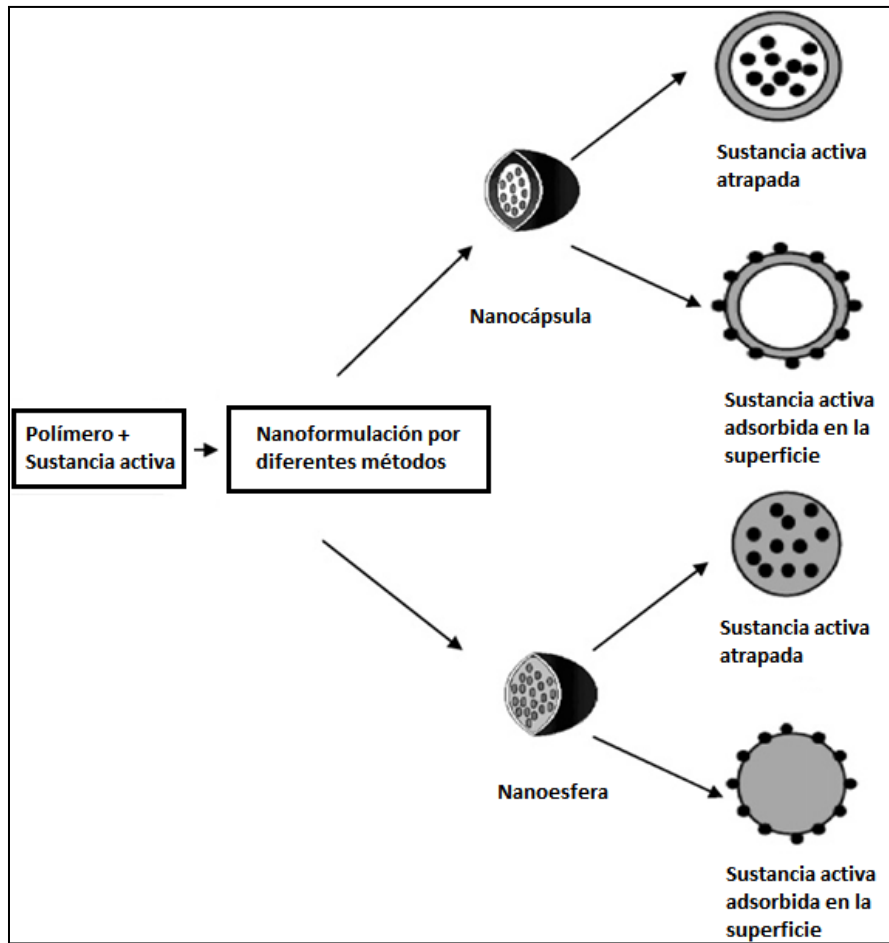 Sustancia activa
atrapada
Nanocápsula
Sustancia activa
adsorbida en la
superficie
Polímero +
Sustancia activa
Nanoformulación por
diferentes métodos
Sustancia activa
atrapada
Nanoesfera
Sustancia activa
adsorbida en la
superficie